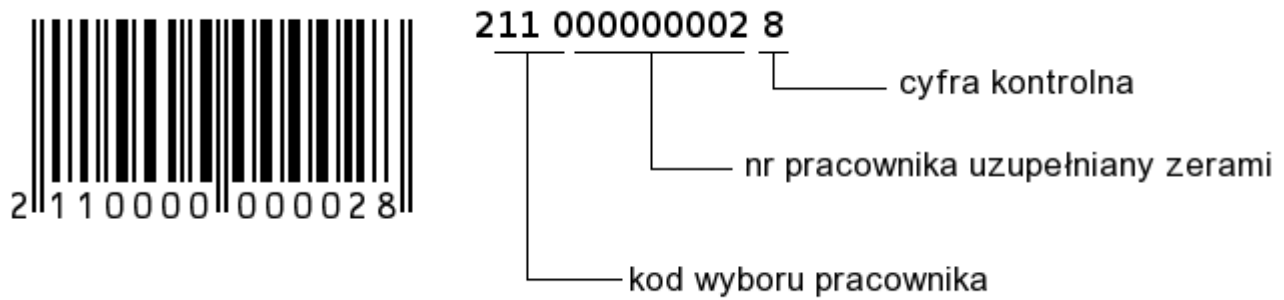 211 000000002 8
cyfra kontrolna
nr pracownika uzupełniany zerami
kod wyboru pracownika
2 110000 000028